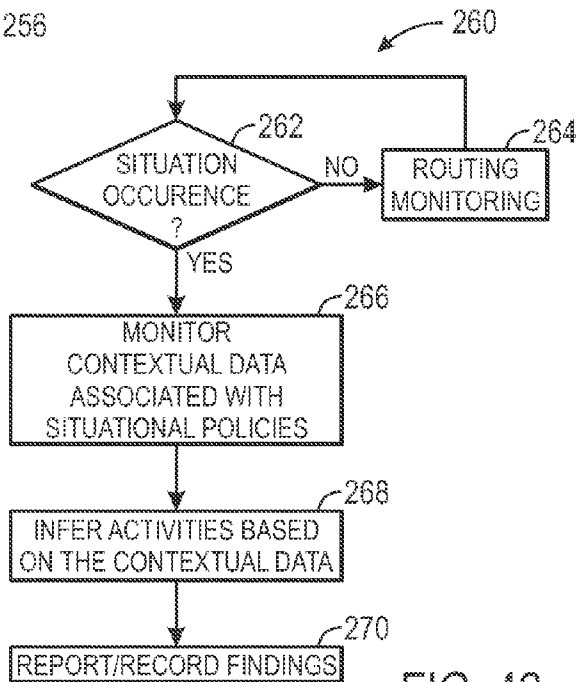 256
260
262
SITUATION
OCCURENCE
?
NO
264
ROUTING
MONITORING
YES
266
MONITOR
CONTEXTUAL DATA
ASSOCIATED WITH
SITUATIONAL POLICIES
268
INFER ACTIVITIES BASED
ON THE CONTEXTUAL DATA
270
REPORT/RECORD FINDINGS
FIG.